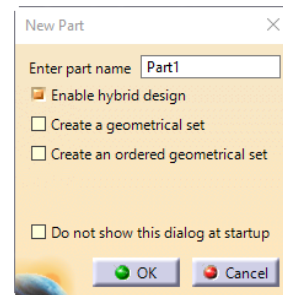 New Part
Enter part name Part1
Enable hybrid design
Create a geometrical set
Create an ordered geometrical set
Do not show this dialog at startup
OK Cancel